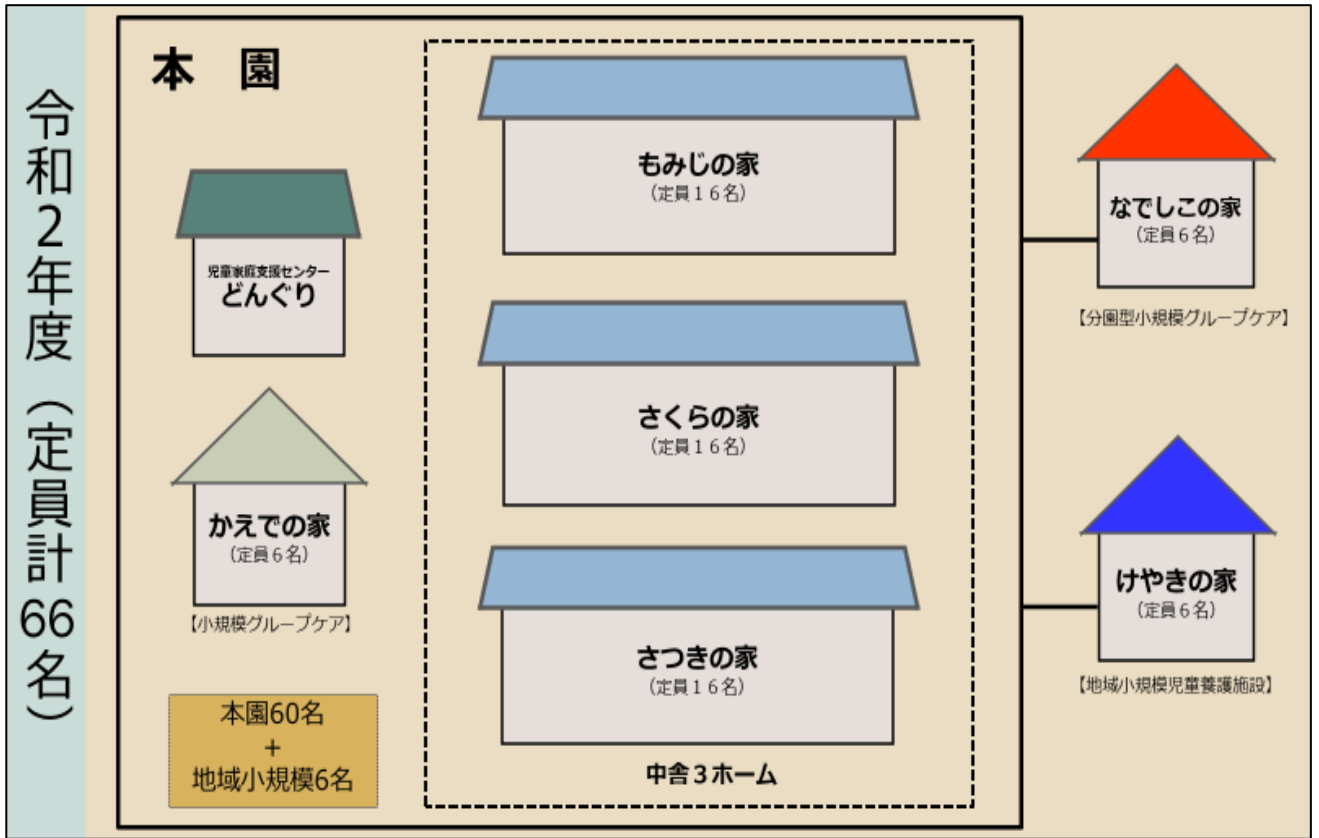 令和2年度（定員計66名）
本　園
児童家庭支援センター
どんぐり
かえでの家
（定員６名）
【小規模グループケア】
本園60名
+
地域小規模6名
もみじの家
（定員１６名）
さくらの家
（定員１６名）
さつきの家
（定員１６名）
中舎３ホーム
なでしこの家
（定員６名）
【分園型小規模グループケア】
けやきの家
（定員６名）
【地域小規模児童養護施設】